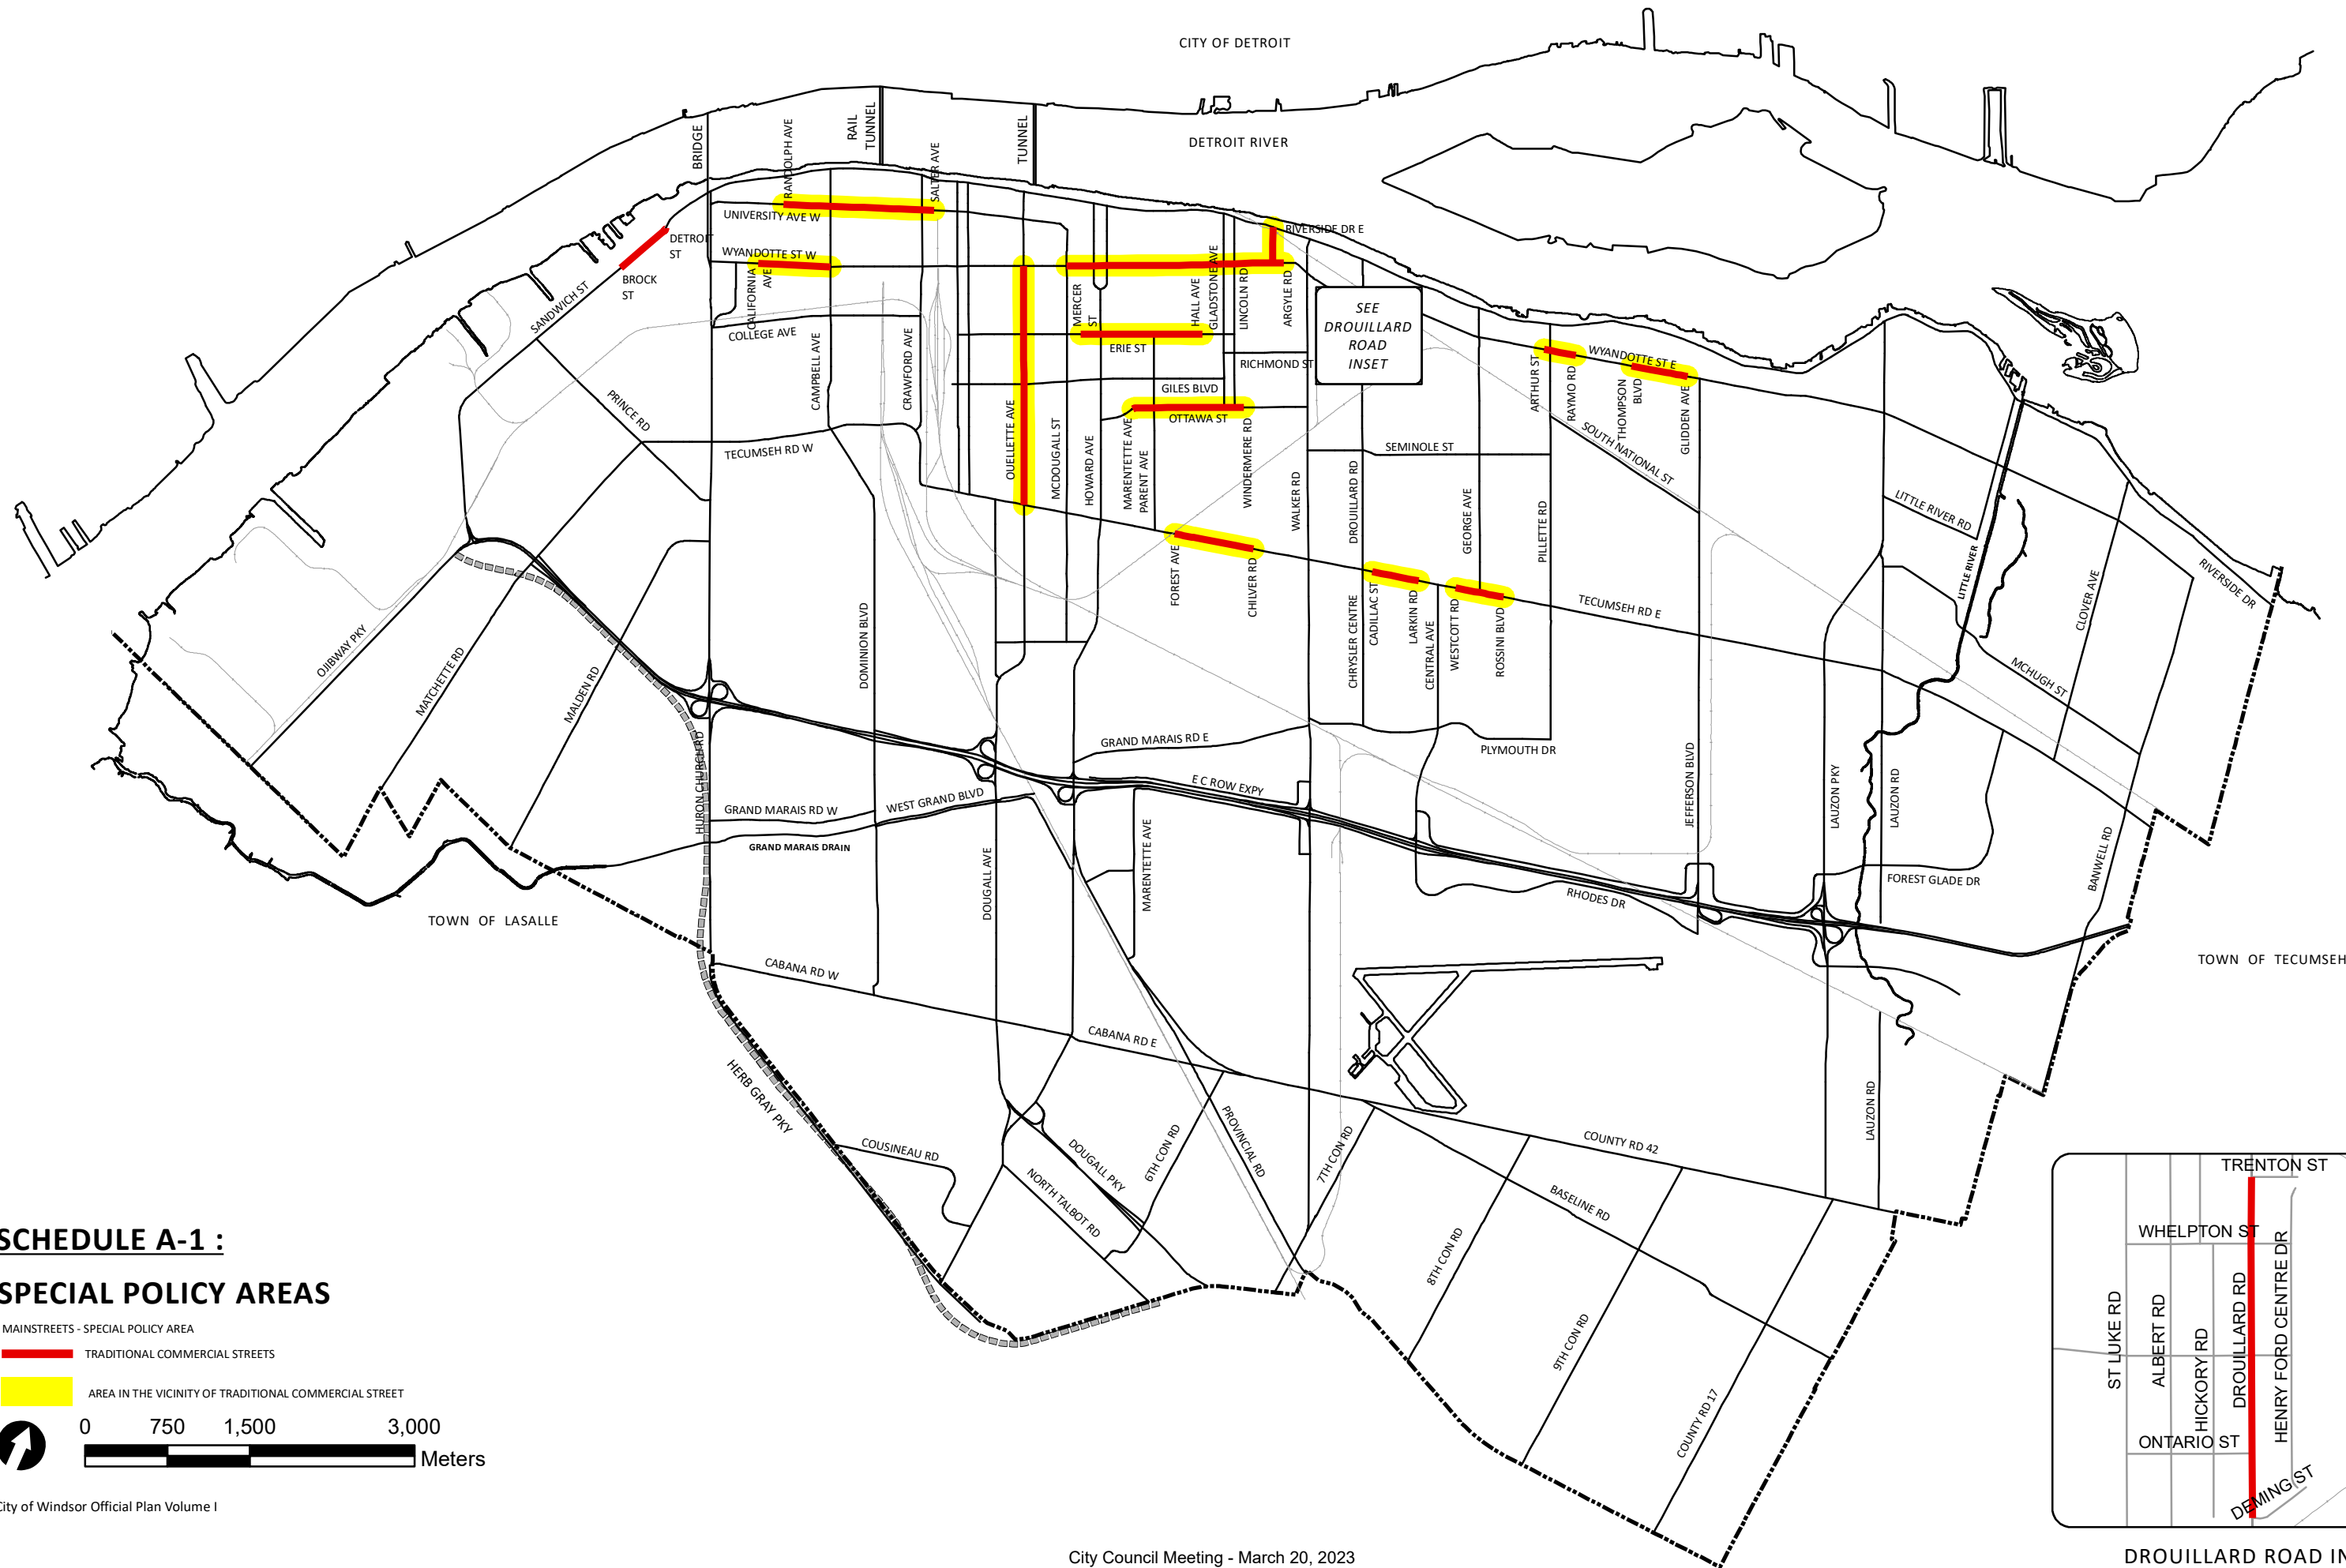 CITY OF DETROIT
DETROIT RIVER
BRIDGE
RANDOLPH AVE
RAIL
TUNNEL
SALTER AVE
TUNNEL
UNIVERSITY AVE W
DETROIT
ST
BROCK
ST
SANDWICH ST
WYANDOTTE ST W
CALIFORNIA
AVE
COLLEGE AVE
CAMPBELL AVE
CRAWFORD AVE
PRINCE RD
TECUMSEH RD W
OUELLETTE AVE
MCDOUGALL ST
MERCER
ST
HOWARD AVE
ERIE ST
HALL AVE
GLADSTONE AVE
LINCOLN RD
ARGYLE RD
RIVERSIDE DR E
RICHMOND ST
GILES BLVD
OTTAWA ST
MARENTETTE AVE
PARENT AVE
WINDERMERE RD
WALKER RD
SEE
DROUILLARD
ROAD
INSET
DROUILLARD RD
SEMINOLE ST
GEORGE AVE
PILLETTE RD
ARTHUR ST
RAYMO RD
WYANDOTTE ST E
THOMPSON
BLVD
GLIDDEN AVE
SOUTH NATIONAL ST
LITTLE RIVER RD
LITTLE RIVER
CLOVER AVE
RIVERSIDE DR
MCHUGH ST
FOREST AVE
CHILVER RD
CHRYSLER CENTRE
CADILLAC ST
LARKIN RD
CENTRAL AVE
WESTCOTT RD
ROSSINI BLVD
TECUMSEH RD E
OJIBWAY PKY
MATCHETTE RD
MALDEN RD
DOMINION BLVD
HURON CHURCH RD
GRAND MARAIS RD E
PLYMOUTH DR
E C ROW EXPY
GRAND MARAIS RD W
WEST GRAND BLVD
GRAND MARAIS DRAIN
DOUGALL AVE
MARENTETTE AVE
JEFFERSON BLVD
LAUZON PKY
LAUZON RD
BANWELL RD
FOREST GLADE DR
RHODES DR
TOWN OF LASALLE
TOWN OF TECUMSEH
CABANA RD W
CABANA RD E
HERB GRAY PKY
COUSINEAU RD
NORTH TALBOT RD
DOUGALL PKY
6TH CON RD
PROVINCIAL RD
7TH CON RD
COUNTY RD 42
BASELINE RD
LAUZON RD
8TH CON RD
9TH CON RD
COUNTY RD 17
SCHEDULE A-1 :
SPECIAL POLICY AREAS
MAINSTREETS - SPECIAL POLICY AREA
TRADITIONAL COMMERCIAL STREETS
AREA IN THE VICINITY OF TRADITIONAL COMMERCIAL STREET
0 750 1,500 3,000
Meters
City of Windsor Official Plan Volume I
City Council Meeting - March 20, 2023
TRENTON ST
WHELPTON ST
ST LUKE RD
ALBERT RD
HICKORY RD
DROUILLARD RD
HENRY FORD CENTRE DR
ONTARIO ST
DEMING ST
DROUILLARD ROAD IN